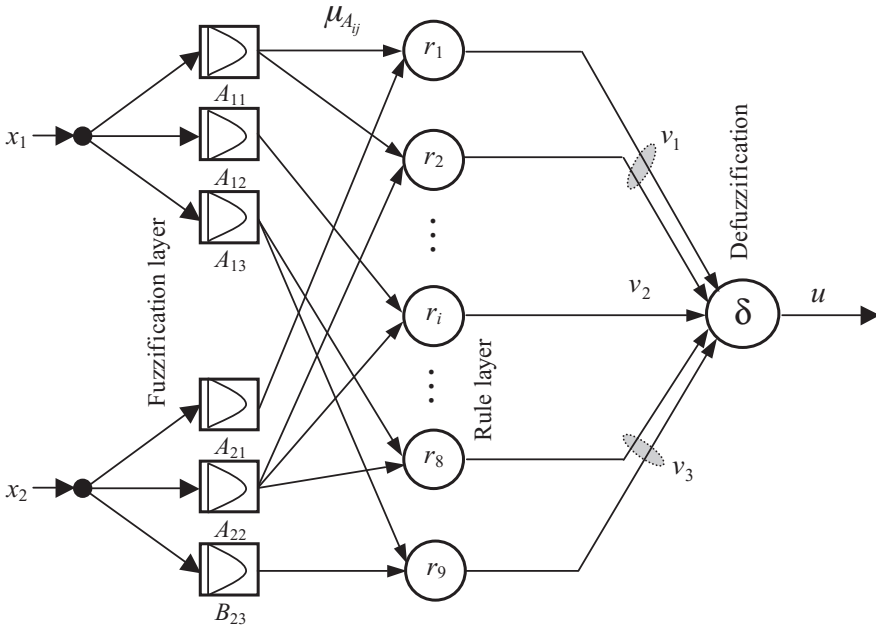 μ_{A_{ij}}
r₁
A₁₁
x₁
v₁
A₁₂
r₂
A₁₃
⋮
Defuzzification
Fuzzification layer
v₂
r_i
δ
u
⋮
Rule layer
A₂₁
r₈
v₃
x₂
A₂₂
r₉
B₂₃